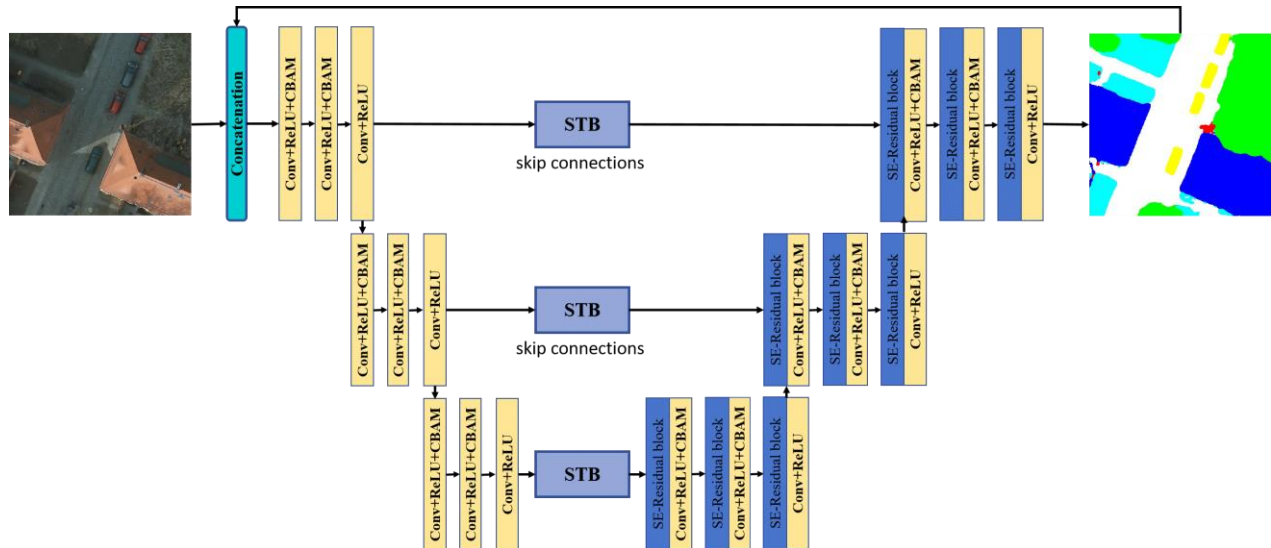 Concatenation
Conv+ReLU+CBAM
Conv+ReLU+CBAM
Conv+ReLU
STB
skip connections
SE-Residual block
Conv+ReLU+CBAM
SE-Residual block
Conv+ReLU+CBAM
SE-Residual block
Conv+ReLU
Conv+ReLU+CBAM
Conv+ReLU+CBAM
Conv+ReLU
STB
skip connections
SE-Residual block
Conv+ReLU+CBAM
SE-Residual block
Conv+ReLU+CBAM
SE-Residual block
Conv+ReLU
Conv+ReLU+CBAM
Conv+ReLU+CBAM
Conv+ReLU
STB
SE-Residual block
Conv+ReLU+CBAM
SE-Residual block
Conv+ReLU+CBAM
SE-Residual block
Conv+ReLU